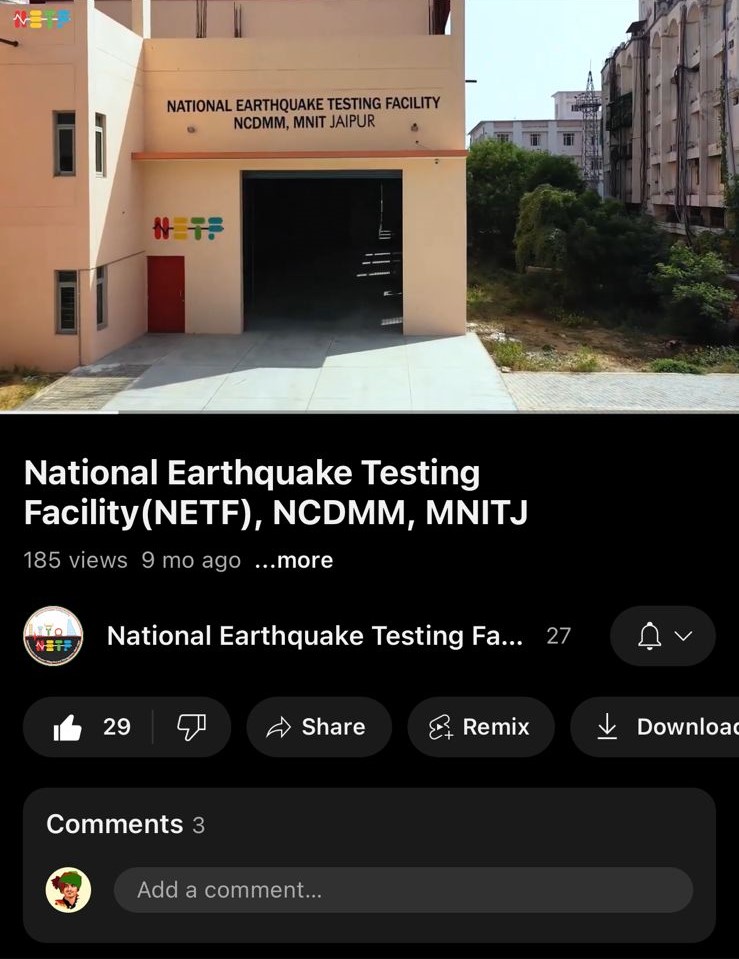 NETF
NATIONAL EARTHQUAKE TESTING FACILITY
NCDMM, MNIT JAIPUR
NETF
National Earthquake Testing
Facility(NETF), NCDMM, MNITJ
185 views 9 mo ago ...more
NETF
National Earthquake Testing Fa... 27
29
Share
Remix
Download
Comments 3
Add a comment...